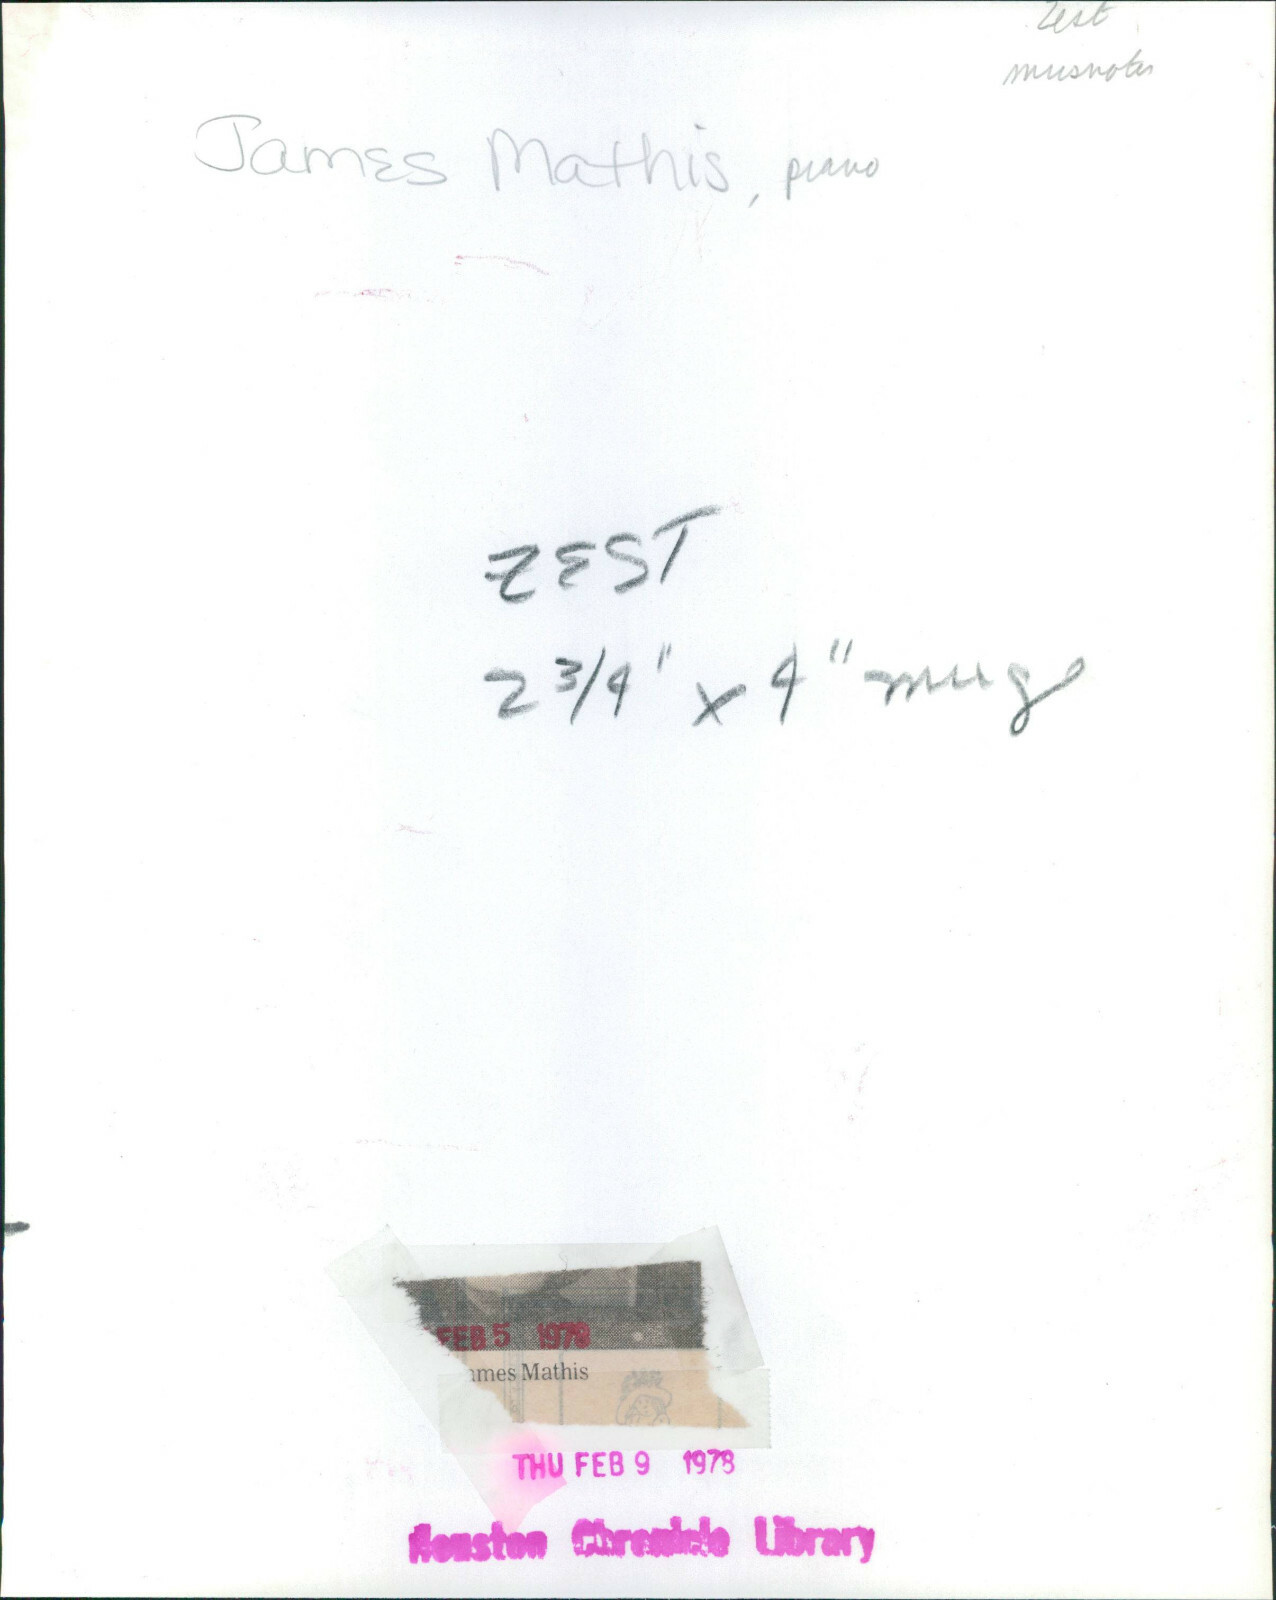 Zest
musnotes
James Mathis, piano
ZEST
2 3/4" x 4" mug
FEB 5 1978
ames Mathis
THU FEB 9 1978
Houston Chronicle Library